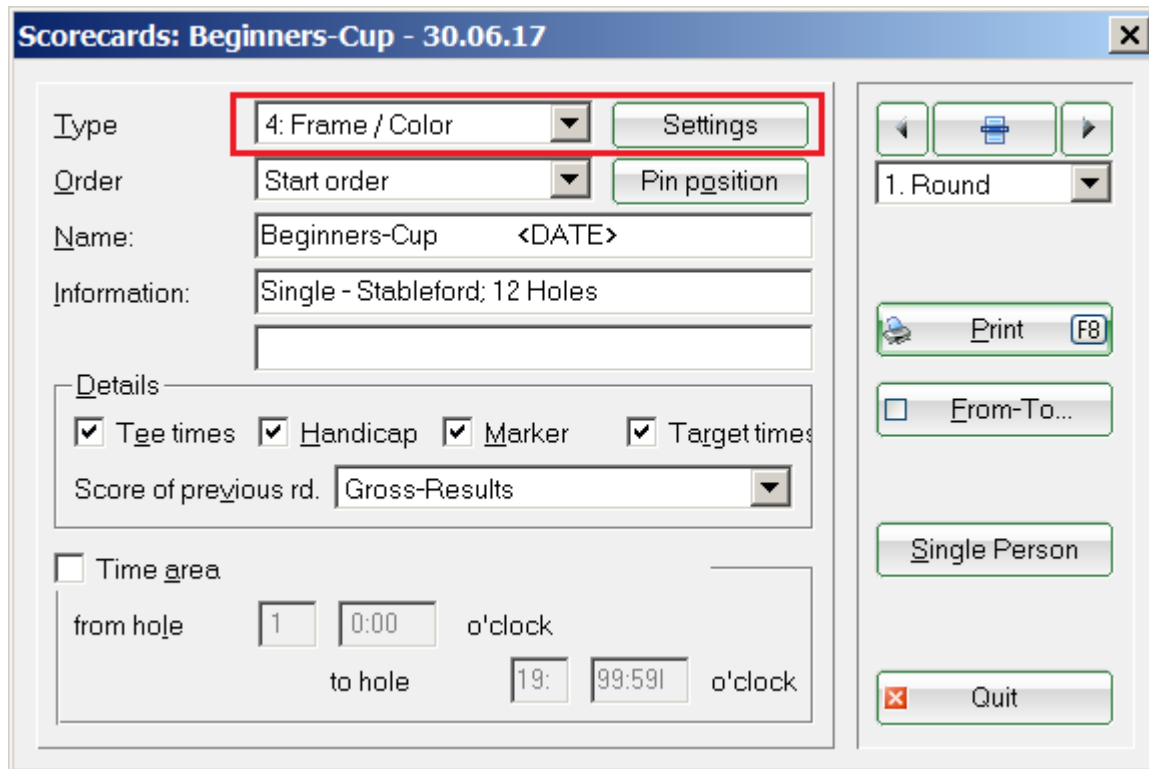 Scorecards: Beginners-Cup - 30.06.17
Type 4: Frame / Color Settings
Order Start order Pin position
1. Round
Name: Beginners-Cup <DATE>
Information: Single - Stableford; 12 Holes
Print F8
Details
Tee times Handicap Marker Target times
From-To...
Score of previous rd. Gross-Results
Single Person
Time area
from hole 1 0:00 o'clock
to hole 19: 99:59 o'clock
Quit